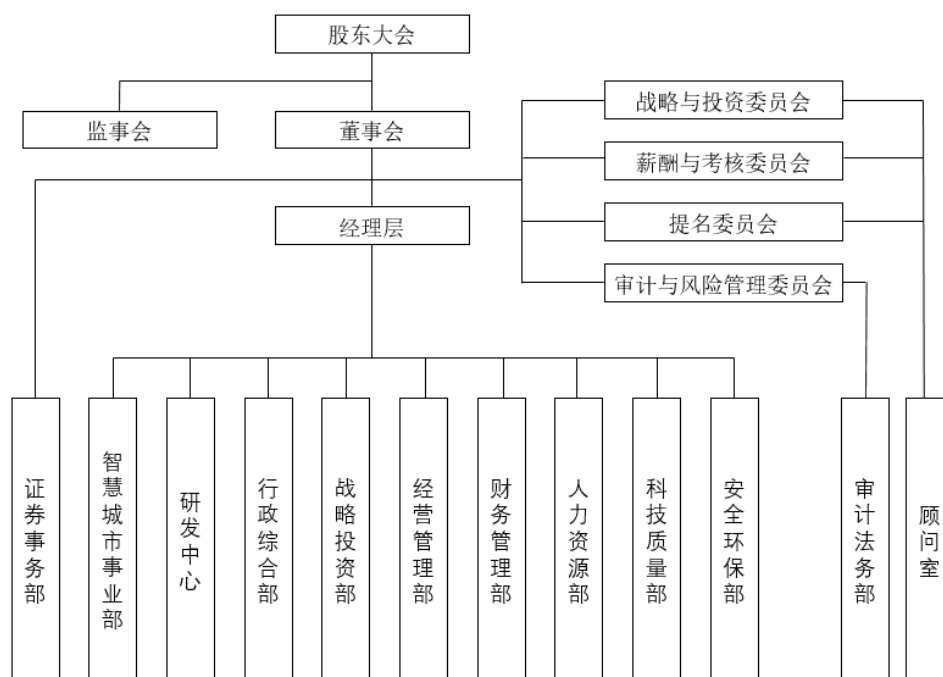 股东大会
监事会
董事会
战略与投资委员会
薪酬与考核委员会
提名委员会
审计与风险管理委员会
经理层
证券事务部
智慧城市事业部
研发中心
行政综合部
战略投资部
经营管理部
财务管理部
人力资源部
科技质量部
安全环保部
审计法务部
顾问室